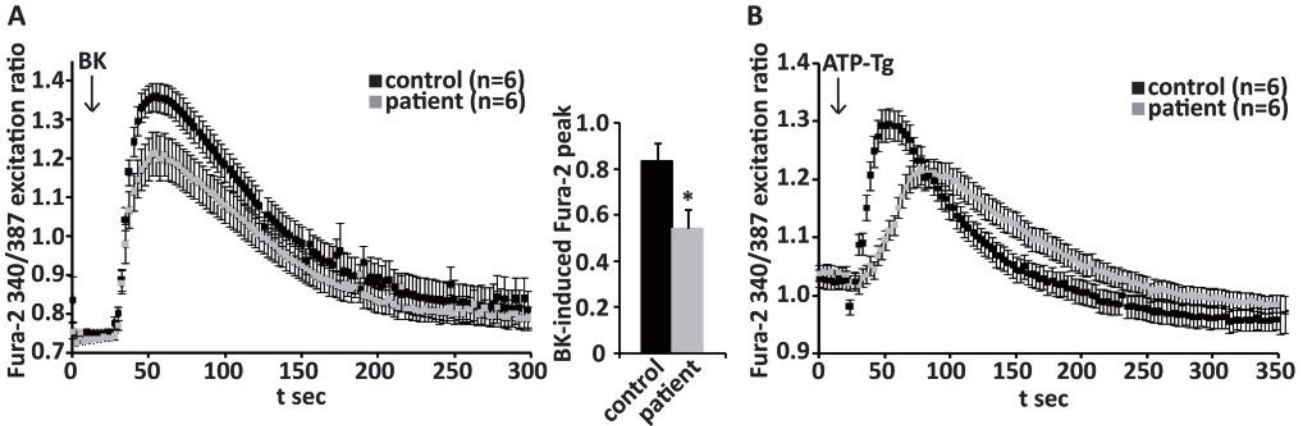 A
BK
control (n=6)
patient (n=6)
Fura-2 340/387 excitation ratio
1.4
1.3
1.2
1.1
1.0
0.9
0.8
0.7
0 50 100 150 200 250 300
t sec
BK-induced Fura-2 peak
1.0
0.8
0.6
0.4
0.2
0
*
control
patient
B
ATP-Tg
control (n=6)
patient (n=6)
Fura-2 340/387 excitation ratio
1.4
1.3
1.2
1.1
1.0
0.9
0 50 100 150 200 250 300 350
t sec